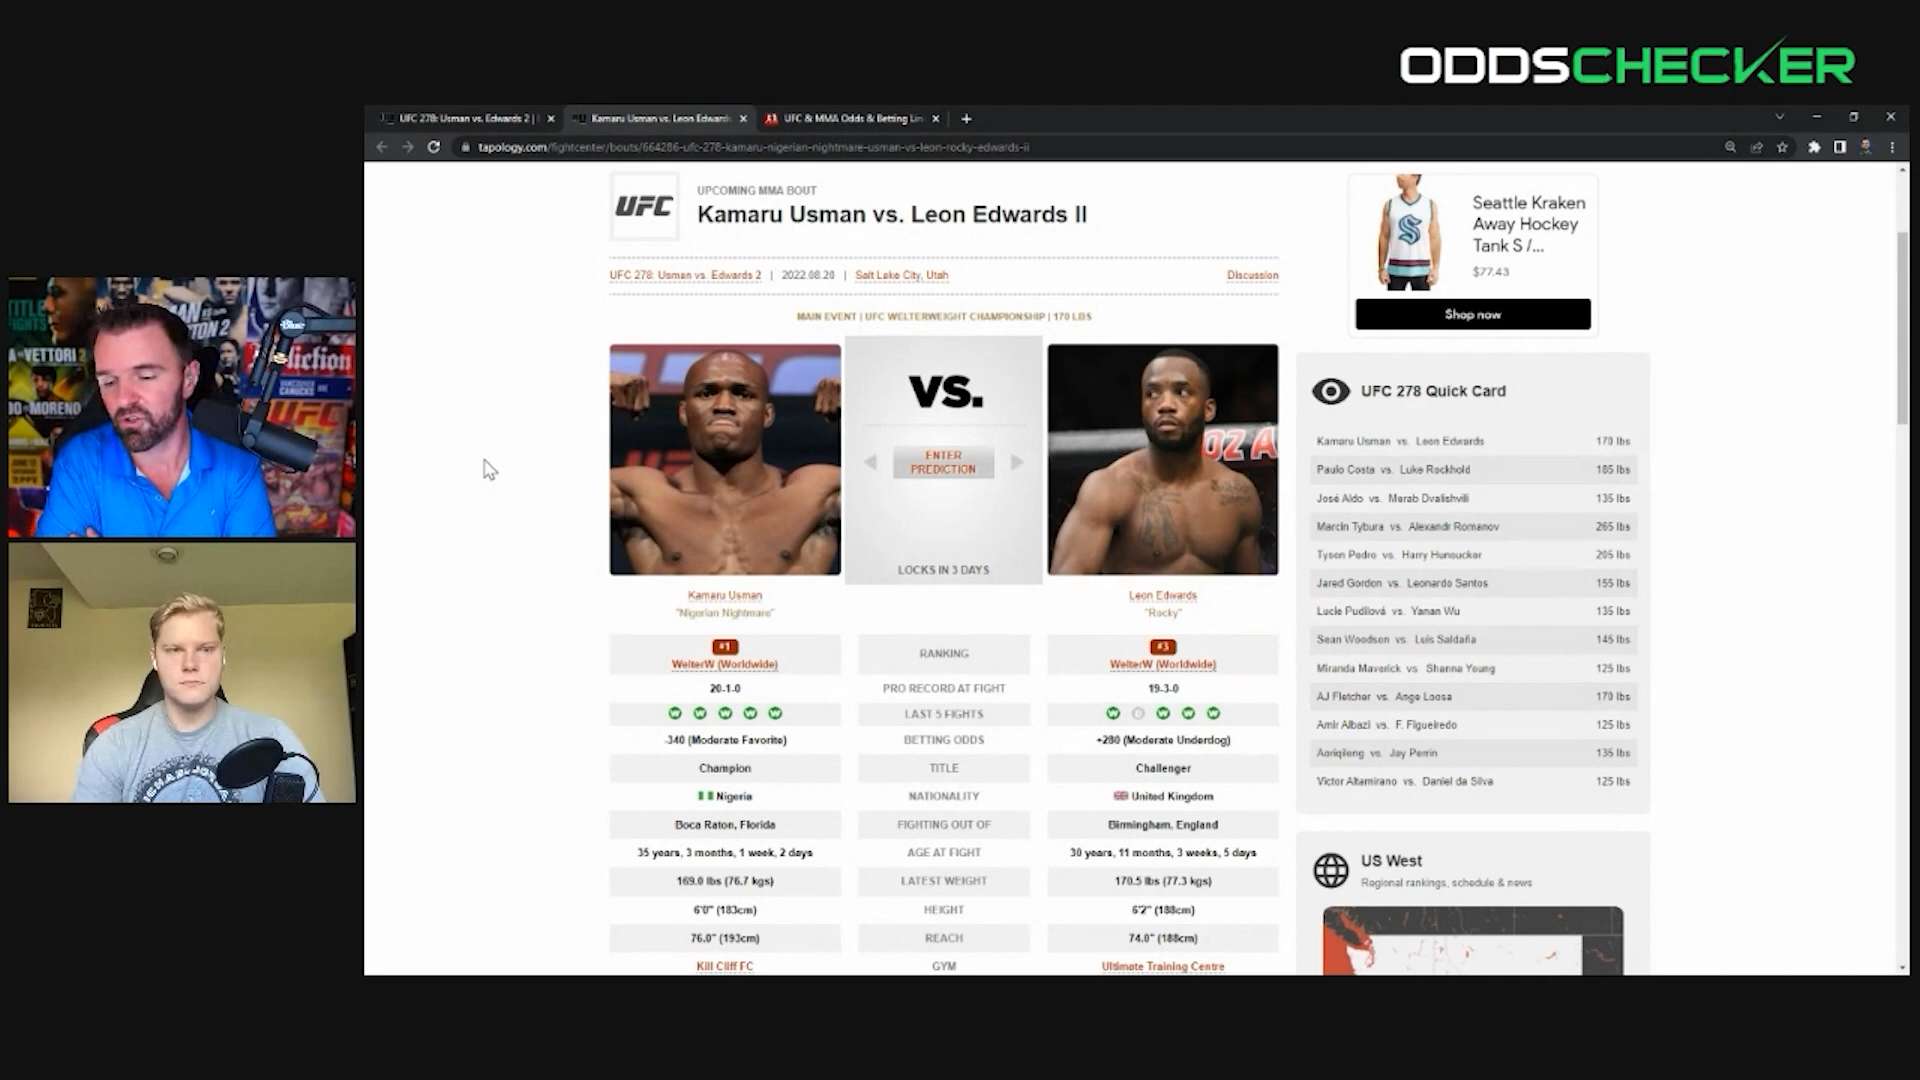 ODDSCHECKER
UFC 278: Usman vs. Edwards 2 |
Kamaru Usman vs. Leon Edwards
UFC & MMA Odds & Betting Lin
tapology.com/fightcenter/bouts/664286-ufc-278-kamaru-nigerian-nightmare-usman-vs-leon-rocky-edwards-ii
UFC
UPCOMING MMA BOUT
Kamaru Usman vs. Leon Edwards II
UFC 278: Usman vs. Edwards 2 | 2022.08.20 | Salt Lake City, Utah
Discussion
MAIN EVENT | UFC WELTERWEIGHT CHAMPIONSHIP | 170 LBS
VS.
ENTER
PREDICTION
LOCKS IN 3 DAYS
OZ A
Kamaru Usman
"Nigerian Nightmare"
Leon Edwards
"Rocky"
#1
WelterW (Worldwide)
RANKING
#3
WelterW (Worldwide)
20-1-0 PRO RECORD AT FIGHT 19-3-0
W W W W W LAST 5 FIGHTS W W W W
-340 (Moderate Favorite) BETTING ODDS +280 (Moderate Underdog)
Champion TITLE Challenger
Nigeria NATIONALITY United Kingdom
Boca Raton, Florida FIGHTING OUT OF Birmingham, England
35 years, 3 months, 1 week, 2 days AGE AT FIGHT 30 years, 11 months, 3 weeks, 5 days
169.0 lbs (76.7 kgs) LATEST WEIGHT 170.5 lbs (77.3 kgs)
6'0" (183cm) HEIGHT 6'2" (188cm)
76.0" (193cm) REACH 74.0" (188cm)
Kill Cliff FC GYM Ultimate Training Centre
Seattle Kraken
Away Hockey
Tank S /...
$77.43
Shop now
UFC 278 Quick Card
Kamaru Usman vs. Leon Edwards 170 lbs
Paulo Costa vs. Luke Rockhold 185 lbs
José Aldo vs. Merab Dvalishvili 135 lbs
Marcin Tybura vs. Alexandr Romanov 265 lbs
Tyson Pedro vs. Harry Hunsucker 205 lbs
Jared Gordon vs. Leonardo Santos 155 lbs
Lucie Pudilová vs. Yanan Wu 135 lbs
Sean Woodson vs. Luis Saldaña 145 lbs
Miranda Maverick vs. Shanna Young 125 lbs
AJ Fletcher vs. Ange Loosa 170 lbs
Amir Albazi vs. F. Figueiredo 125 lbs
Aoriqileng vs. Jay Perrin 135 lbs
Victor Altamirano vs. Daniel da Silva 125 lbs
US West
Regional rankings, schedule & news
TITLE
FIGHTS
A-VETTORI 2
DO-MORENO
TON 2
Blue
diction
VANCOUVER
CANUCKS
UFC